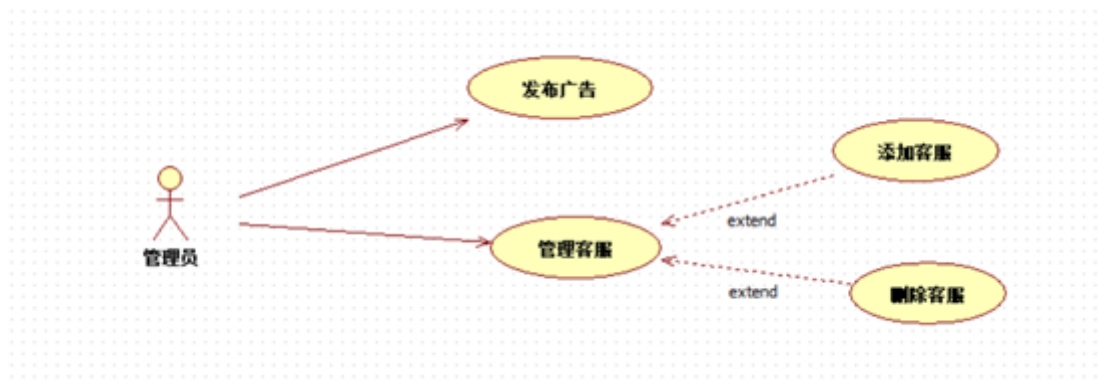 发布广告
添加客服
extend
管理客服
管理员
extend
删除客服